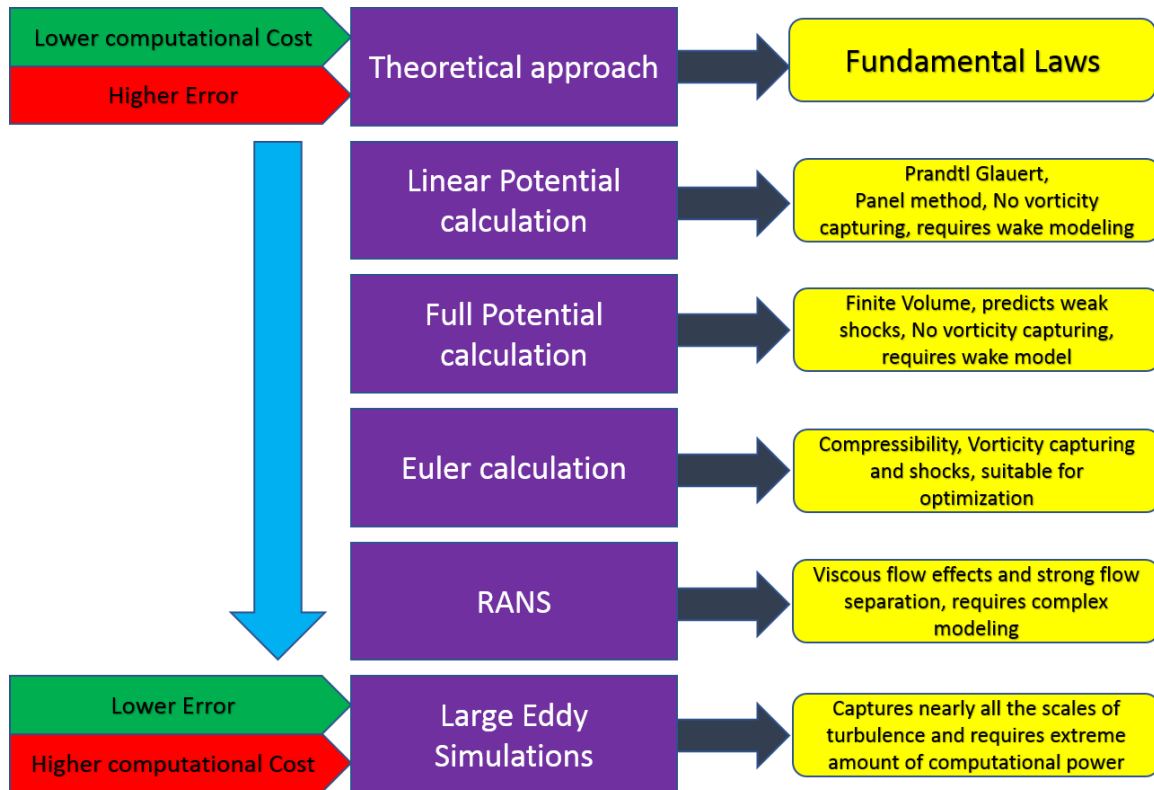 Lower computational Cost
Higher Error
Theoretical approach
Fundamental Laws
Linear Potential
calculation
Prandtl Glauert,
Panel method, No vorticity
capturing, requires wake modeling
Full Potential
calculation
Finite Volume, predicts weak
shocks, No vorticity capturing,
requires wake model
Euler calculation
Compressibility, Vorticity capturing
and shocks, suitable for
optimization
RANS
Viscous flow effects and strong flow
separation, requires complex
modeling
Lower Error
Higher computational Cost
Large Eddy
Simulations
Captures nearly all the scales of
turbulence and requires extreme
amount of computational power